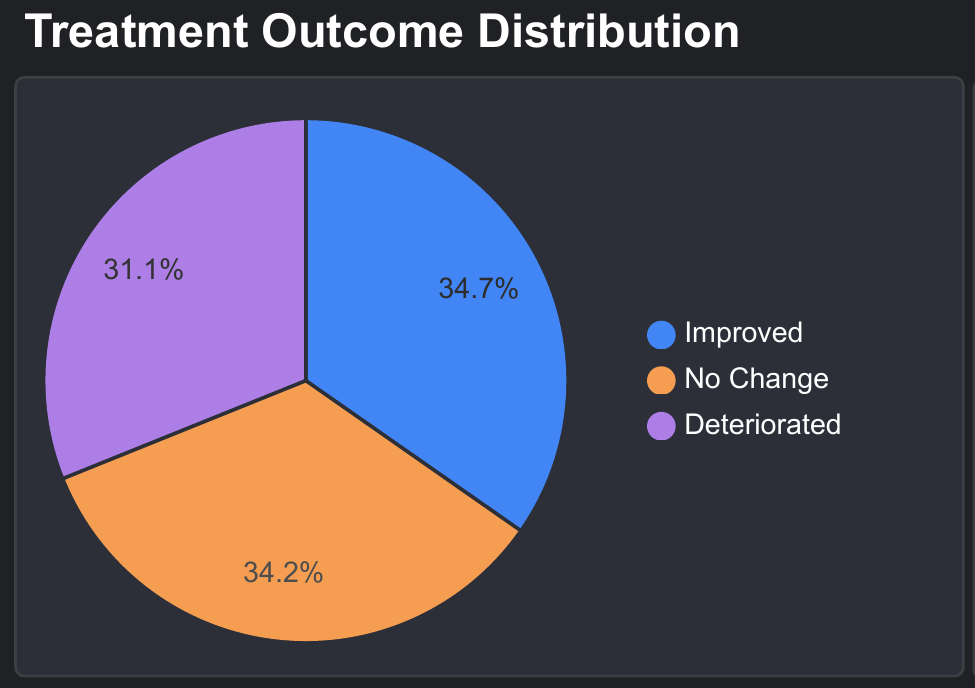 Treatment Outcome Distribution
31.1%
34.7%
34.2%
Improved
No Change
Deteriorated